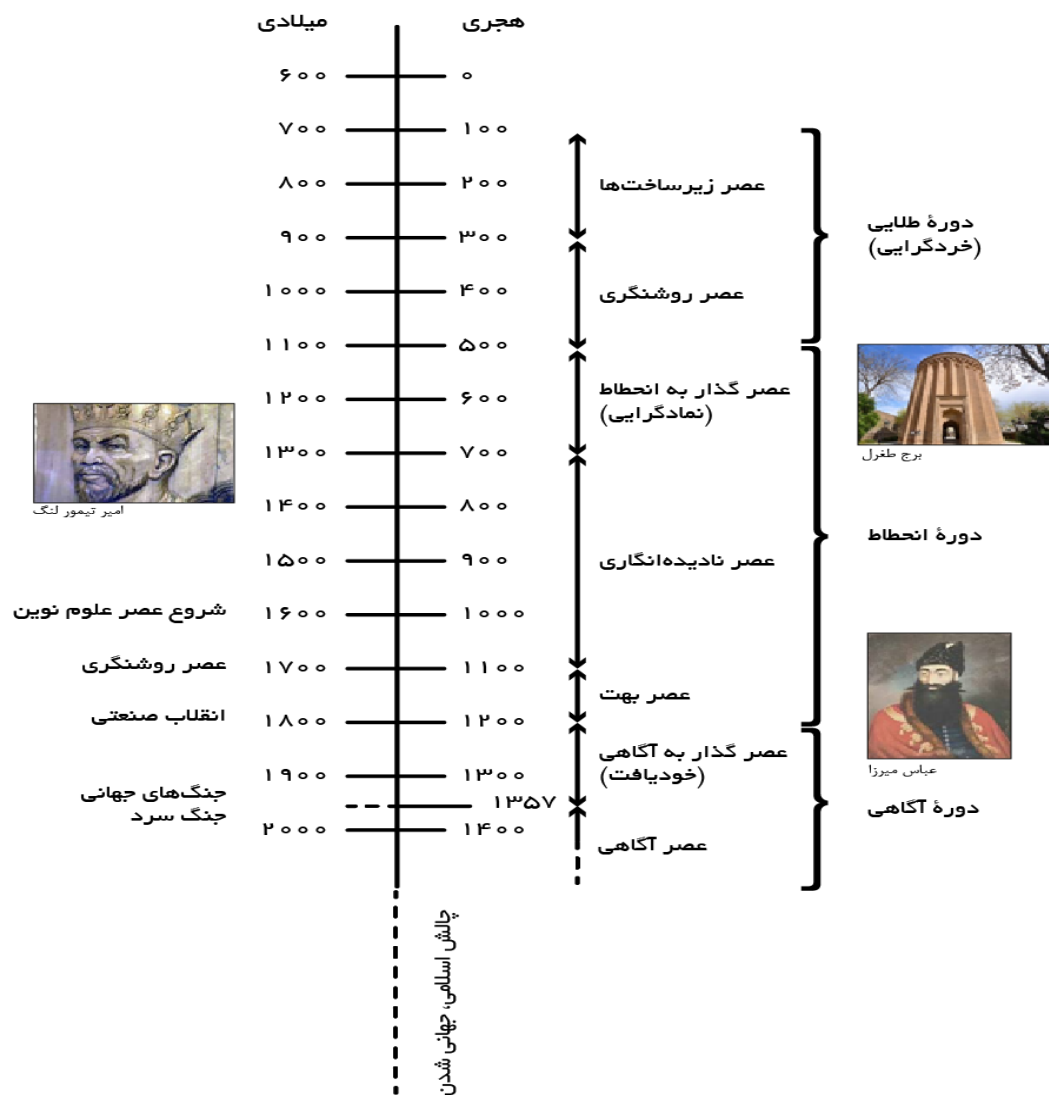 هجری
میلادی
۰
۶۰۰
۱۰۰
۷۰۰
۲۰۰
۸۰۰
۳۰۰
۹۰۰
۴۰۰
۱۰۰۰
۵۰۰
۱۱۰۰
۶۰۰
۱۲۰۰
۷۰۰
۱۳۰۰
۸۰۰
۱۴۰۰
۹۰۰
۱۵۰۰
۱۰۰۰
۱۶۰۰
شروع عصر علوم نوین
۱۱۰۰
۱۷۰۰
عصر روشنگری
۱۲۰۰
۱۸۰۰
انقلاب صنعتی
۱۳۰۰
۱۹۰۰
۱۳۵۷
جنگ‌های جهانی
جنگ سرد
۱۴۰۰
۲۰۰۰
عصر زیرساخت‌ها
عصر روشنگری
عصر گذار به انحطاط
(نمادگرایی)
عصر نادیده‌انگاری
عصر بهت
عصر گذار به آگاهی
(خودیافت)
عصر آگاهی
دورهٔ طلایی
(خردگرایی)
برج طغرل
دورهٔ انحطاط
عباس میرزا
دورهٔ آگاهی
امیر تیمور لنگ
چالش اسلامی، جهانی شدن